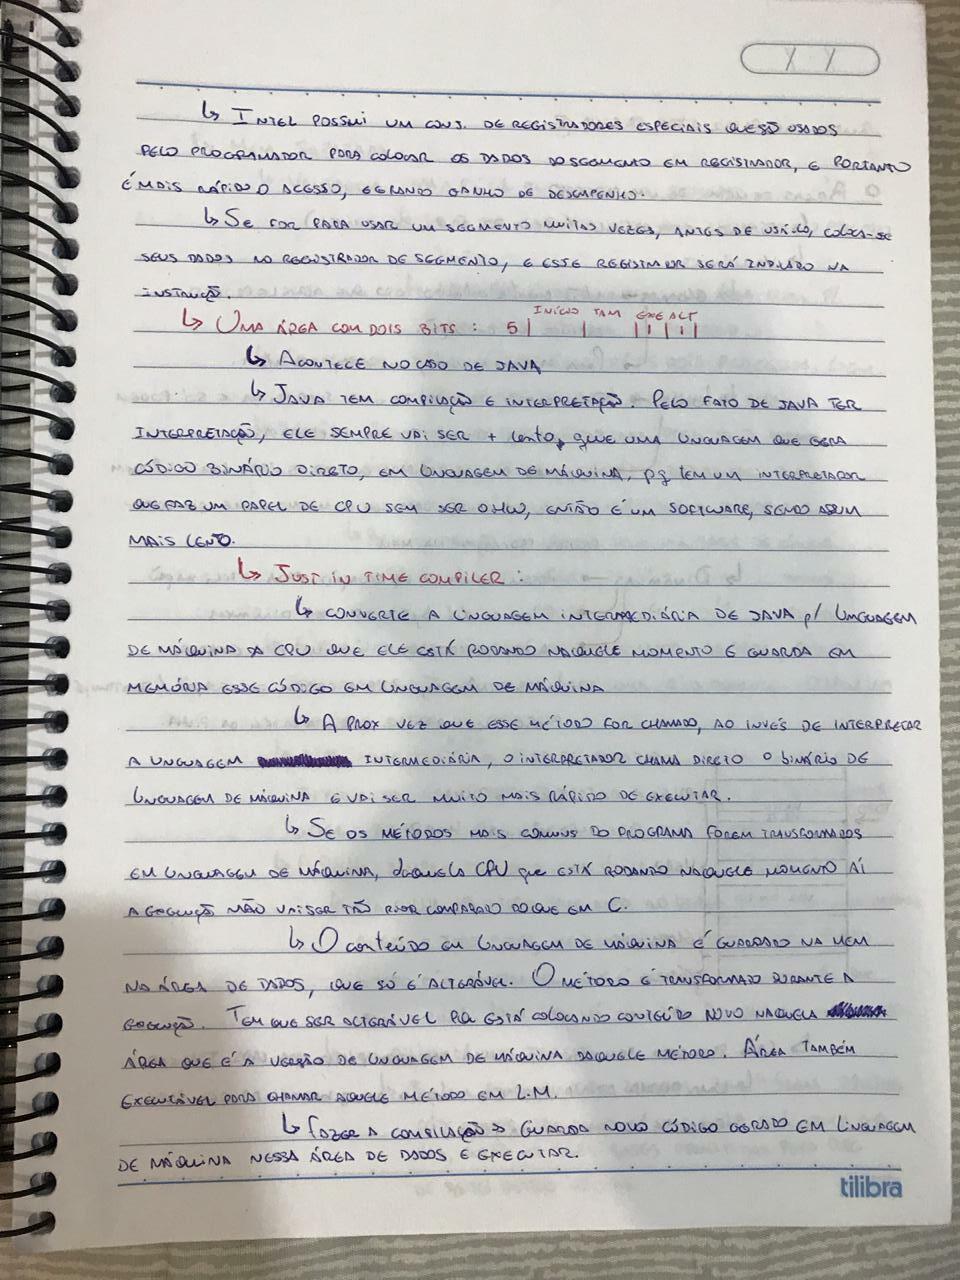 ↳ INTEL POSSUI UM CONJ. DE REGISTRADORES ESPECIAIS QUE SÃO USADOS
PELO PROGRAMADOR PARA COLOCAR OS DADOS DO SEGMENTO EM REGISTRADOR, E PORTANTO
É MAIS RÁPIDO O ACESSO, E GRANDE GANHO DE DESEMPENHO.
↳ SE FOR PARA USAR UM SEGMENTO MUITAS VEZES, ANTES DE USÁ-LO, COLOCA-SE
SEUS DADOS NO REGISTRADOR DE SEGMENTO, E ESSE REGISTRADOR SERÁ INDICADO NA
INSTRUÇÃO.
INÍCIO TAM EXE ALT
↳ UMA ÁREA COM DOIS BITS : 5
↳ ACONTECE NO CASO DE JAVA
↳ JAVA TEM COMPILAÇÃO E INTERPRETAÇÃO. PELO FATO DE JAVA TER
INTERPRETAÇÃO, ELE SEMPRE VAI SER + lento, que UMA LINGUAGEM QUE GERA
CÓDIGO BINÁRIO DIRETO, EM LINGUAGEM DE MÁQUINA, pq tem UM INTERPRETADOR
QUE FAZ UM PAPEL DE CPU SEM SER O HW, ENTÃO É UM SOFTWARE, SENDO ASSIM
MAIS LENTO.
↳ JUST IN TIME COMPILER :
↳ CONVERTE A LINGUAGEM INTERMEDIÁRIA DE JAVA p/ LINGUAGEM
DE MÁQUINA DA CPU QUE ELE ESTÁ RODANDO NAQUELE MOMENTO E GUARDA EM
MEMÓRIA ESSE CÓDIGO EM LINGUAGEM DE MÁQUINA
↳ A PROX VEZ QUE ESSE MÉTODO FOR CHAMADO, AO INVÉS DE INTERPRETAR
A LINGUAGEM INTERMEDIÁRIA, O INTERPRETADOR CHAMA DIRETO O BINÁRIO DE
LINGUAGEM DE MÁQUINA E VAI SER MUITO MAIS RÁPIDO DE EXECUTAR.
↳ SE OS MÉTODOS MAIS COMUNS DO PROGRAMA FOREM TRANSFORMADOS
EM LINGUAGEM DE MÁQUINA, daquela CPU que ESTÁ RODANDO NAQUELE MOMENTO AÍ
A EXECUÇÃO NÃO VAI SER TÃO PIOR COMPARADO DO QUE EM C.
↳ O conteúdo EM LINGUAGEM DE MÁQUINA É GUARDADO NA MEM
NA ÁREA DE DADOS, QUE SÓ É ALTERÁVEL. O MÉTODO É TRANSFORMADO DURANTE A
EXECUÇÃO. TEM QUE SER ALTERÁVEL PQ ESTÁ COLOCANDO CONTEÚDO NOVO NAQUELA
ÁREA QUE É A VERSÃO DE LINGUAGEM DE MÁQUINA DAQUELE MÉTODO. ÁREA TAMBÉM
EXECUTÁVEL PARA CHAMAR AQUELE MÉTODO EM L.M.
↳ FAZER A COMPILAÇÃO → GUARDA NOVO CÓDIGO GERADO EM LINGUAGEM
DE MÁQUINA NESSA ÁREA DE DADOS E EXECUTAR.
tilibra